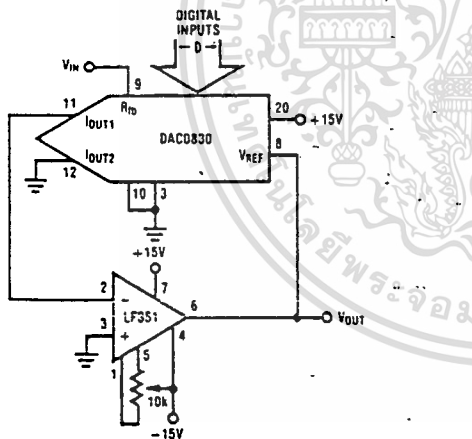 DIGITAL
INPUTS
- D -
VIN
9
11
Rfb
20
+15V
IOUT1
DAC0830
8
VREF
IOUT2
12
10
3
+15V
7
2
-
6
LF351
VOUT
3
+
4
5
1
10k
-15V